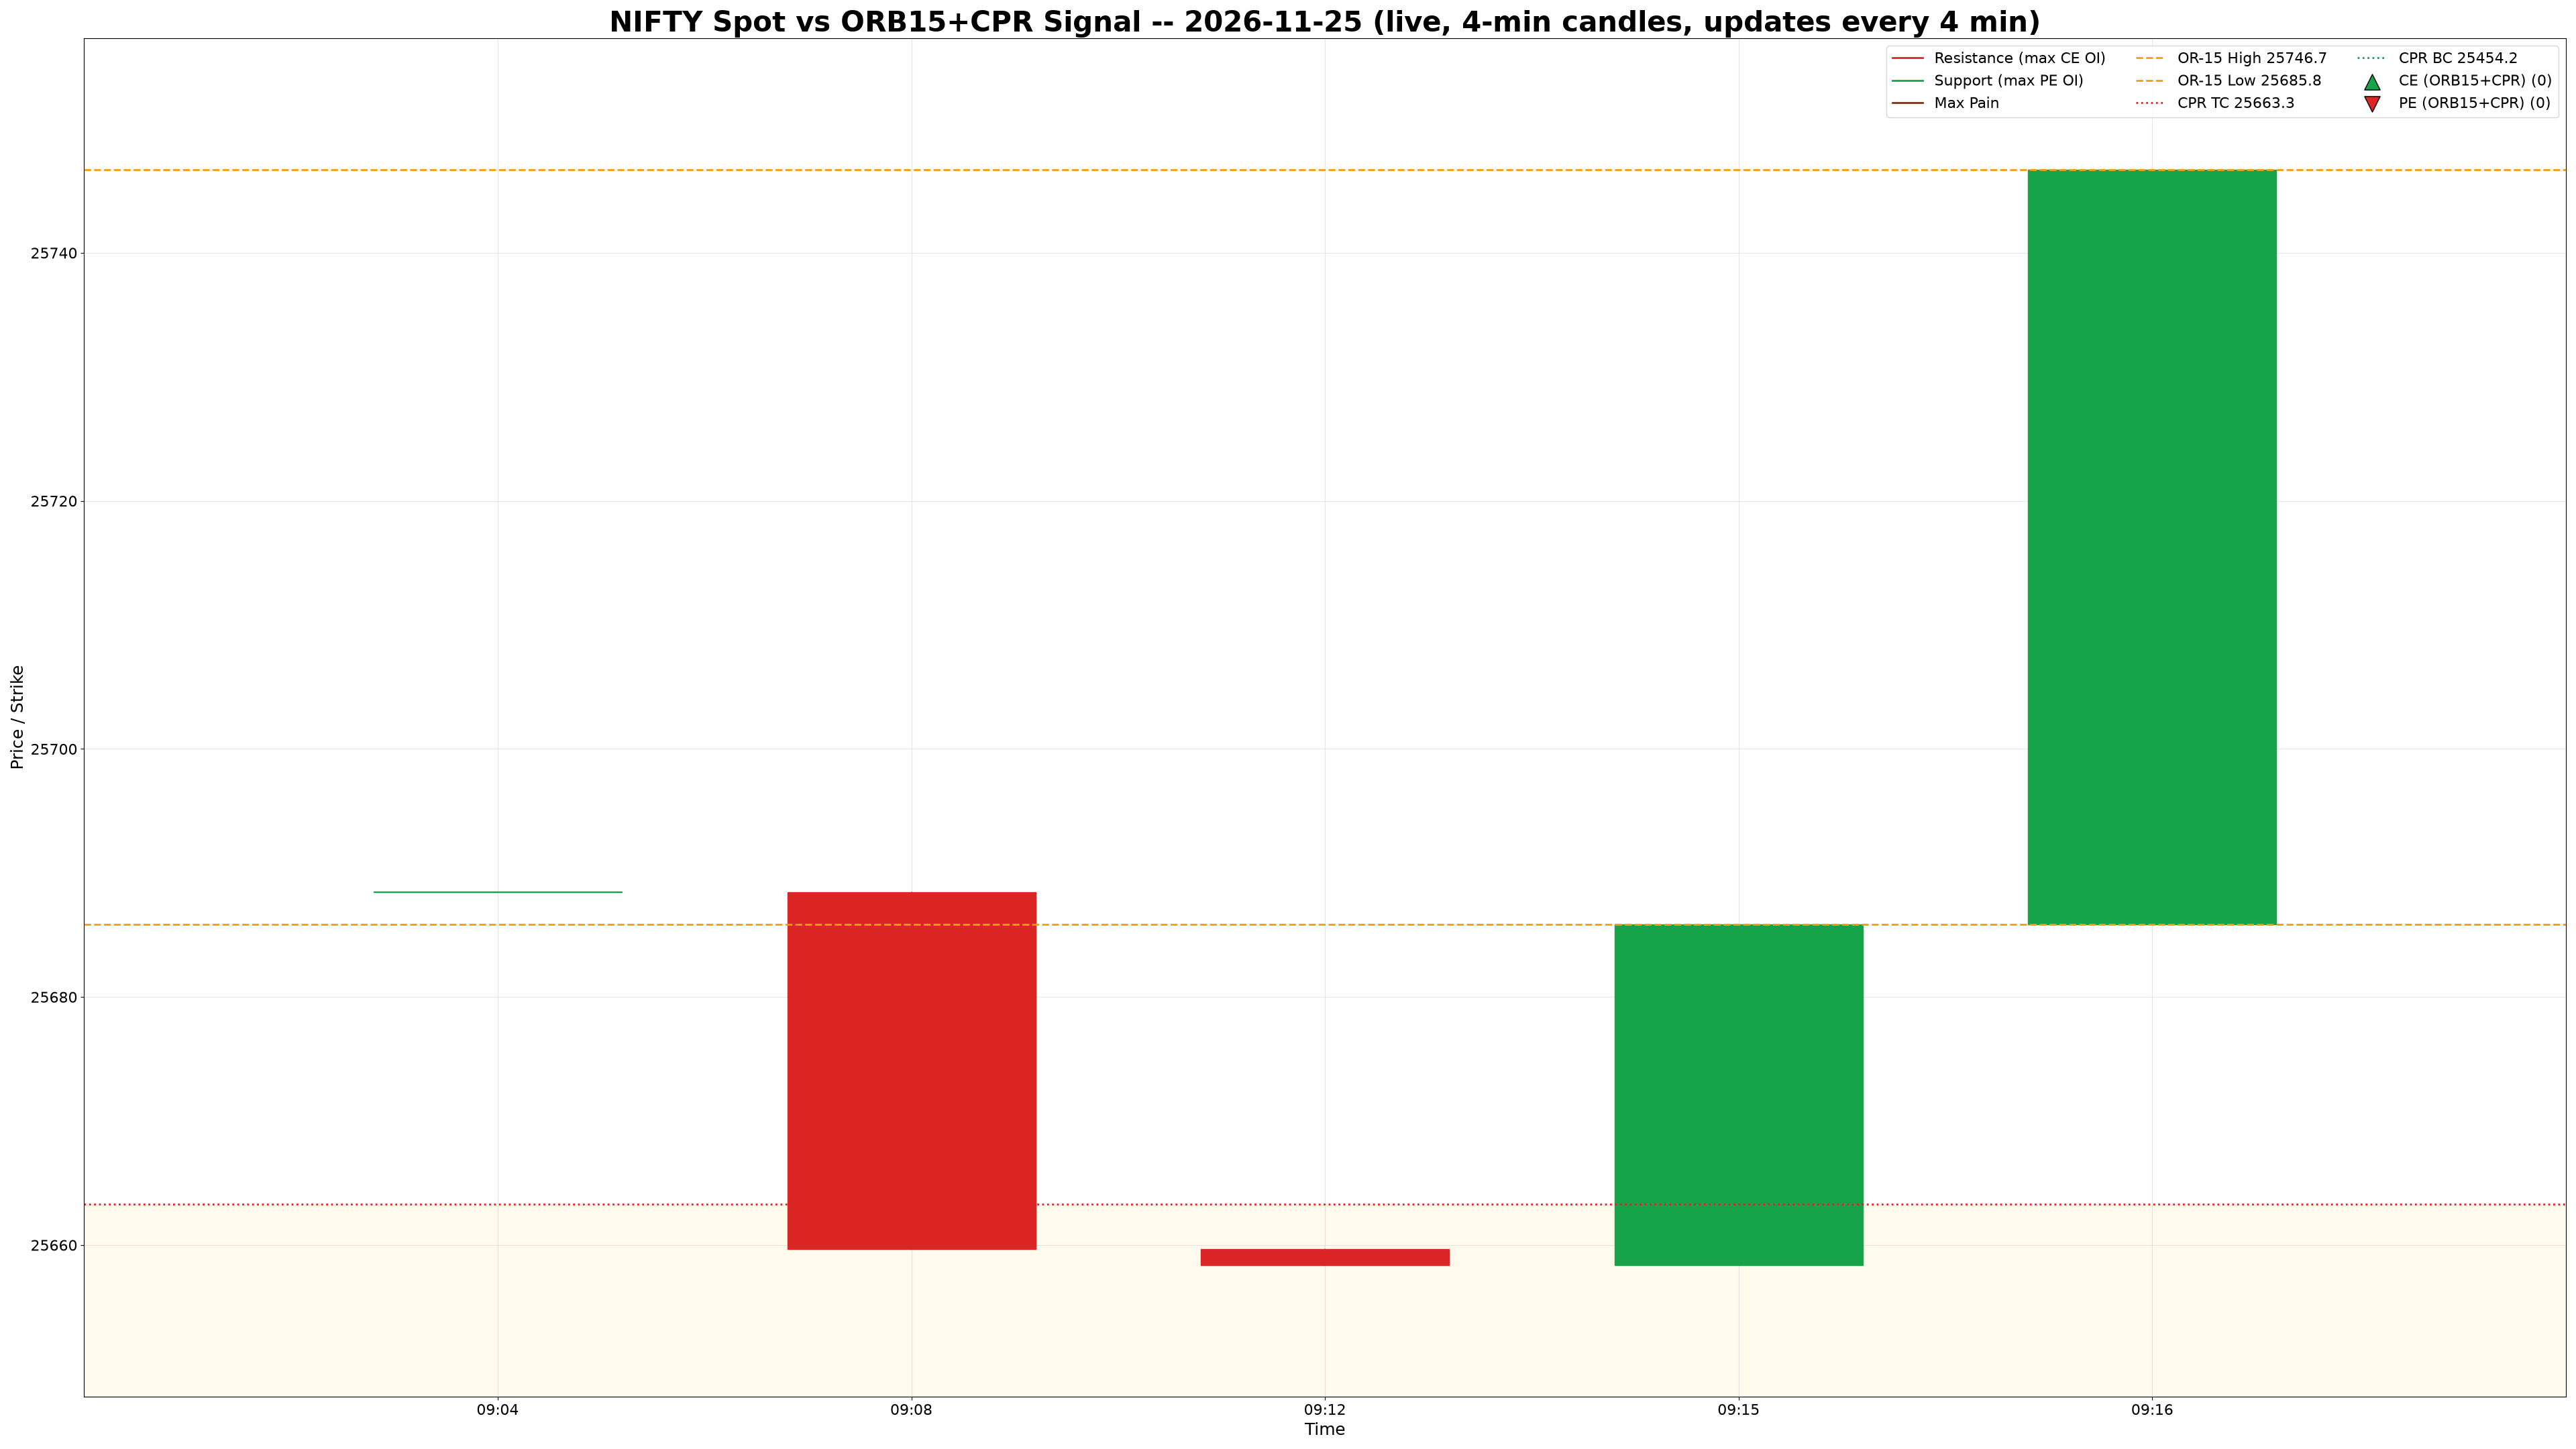 NIFTY Spot vs ORB15+CPR Signal -- 2026-11-25 (live, 4-min candles, updates every 4 min)
Resistance (max CE OI)
Support (max PE OI)
Max Pain
OR-15 High 25746.7
OR-15 Low 25685.8
CPR TC 25663.3
CPR BC 25454.2
CE (ORB15+CPR) (0)
PE (ORB15+CPR) (0)
Price / Strike
25740
25720
25700
25680
25660
09:04
09:08
09:12
09:15
09:16
Time